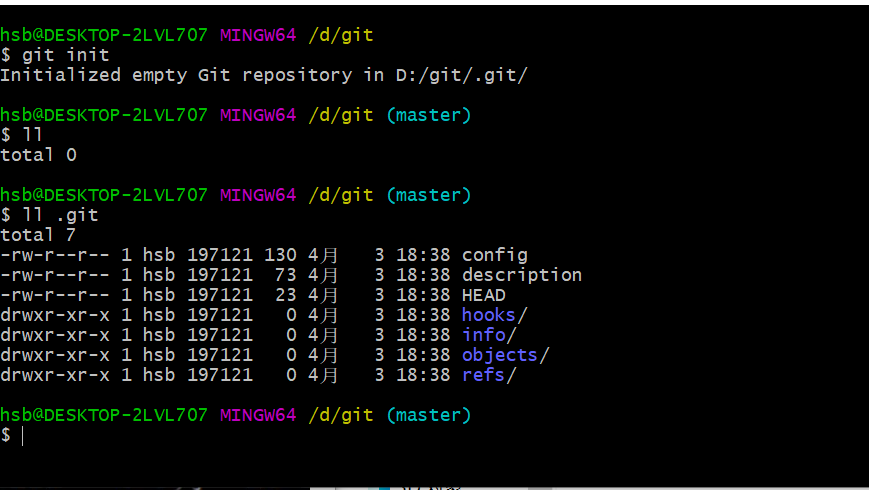 hsb@DESKTOP-2LVL707 MINGW64 /d/git
$ git init
Initialized empty Git repository in D:/git/.git/
hsb@DESKTOP-2LVL707 MINGW64 /d/git (master)
$ ll
total 0
hsb@DESKTOP-2LVL707 MINGW64 /d/git (master)
$ ll .git
total 7
-rw-r--r-- 1 hsb 197121 130 4月   3 18:38 config
-rw-r--r-- 1 hsb 197121  73 4月   3 18:38 description
-rw-r--r-- 1 hsb 197121  23 4月   3 18:38 HEAD
drwxr-xr-x 1 hsb 197121   0 4月   3 18:38 hooks/
drwxr-xr-x 1 hsb 197121   0 4月   3 18:38 info/
drwxr-xr-x 1 hsb 197121   0 4月   3 18:38 objects/
drwxr-xr-x 1 hsb 197121   0 4月   3 18:38 refs/
hsb@DESKTOP-2LVL707 MINGW64 /d/git (master)
$